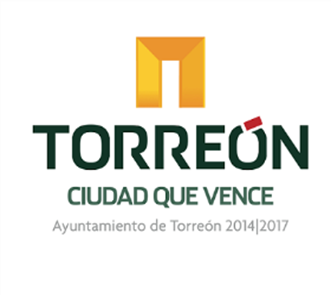 TORREÓN
CIUDAD QUE VENCE
Ayuntamiento de Torreón 2014|2017